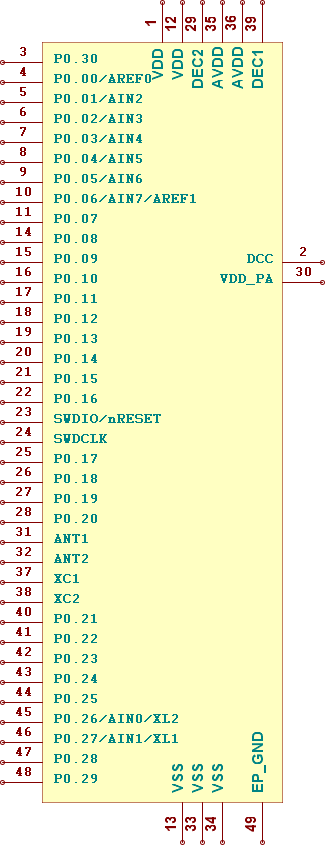 1 12 29 35 36 39
VDD VDD DEC2 AVDD AVDD DEC1
3 P0.30
4 P0.00/AREF0
5 P0.01/AIN2
6 P0.02/AIN3
7 P0.03/AIN4
8 P0.04/AIN5
9 P0.05/AIN6
10 P0.06/AIN7/AREF1
11 P0.07
14 P0.08
15 P0.09 DCC 2
16 P0.10 VDD_PA 30
17 P0.11
18 P0.12
19 P0.13
20 P0.14
21 P0.15
22 P0.16
23 SWDIO/nRESET
24 SWDCLK
25 P0.17
26 P0.18
27 P0.19
28 P0.20
31 ANT1
32 ANT2
37 XC1
38 XC2
40 P0.21
41 P0.22
42 P0.23
43 P0.24
44 P0.25
45 P0.26/AIN0/XL2
46 P0.27/AIN1/XL1
47 P0.28
48 P0.29
VSS VSS VSS EP_GND
13 33 34 49